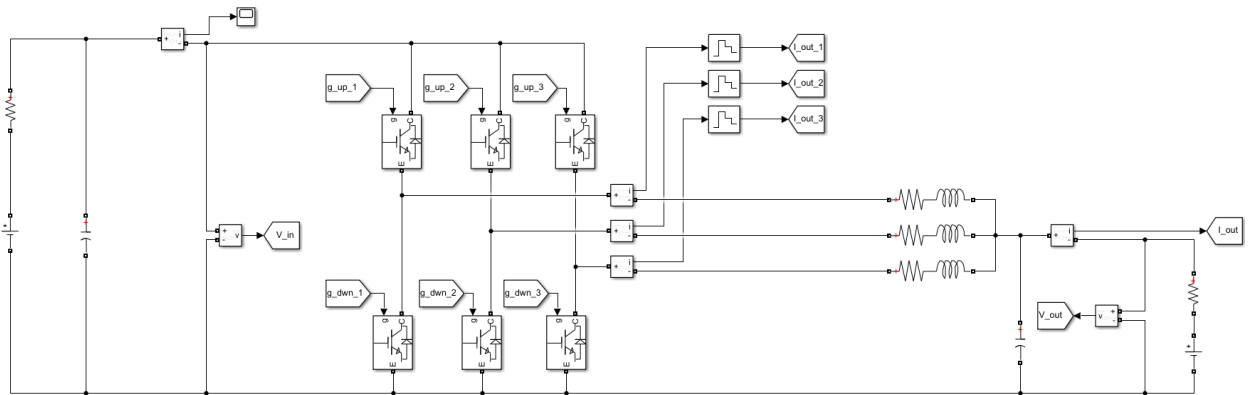 g_up_1
g_up_2
g_up_3
I_out_1
I_out_2
I_out_3
g C E
g C E
g C E
i
+ -
+ - v
V_in
+ - i
+ - i
+ - i
g_dwn_1
g_dwn_2
g_dwn_3
g C E
g C E
g C E
+ - i
I_out
V_out
v + -